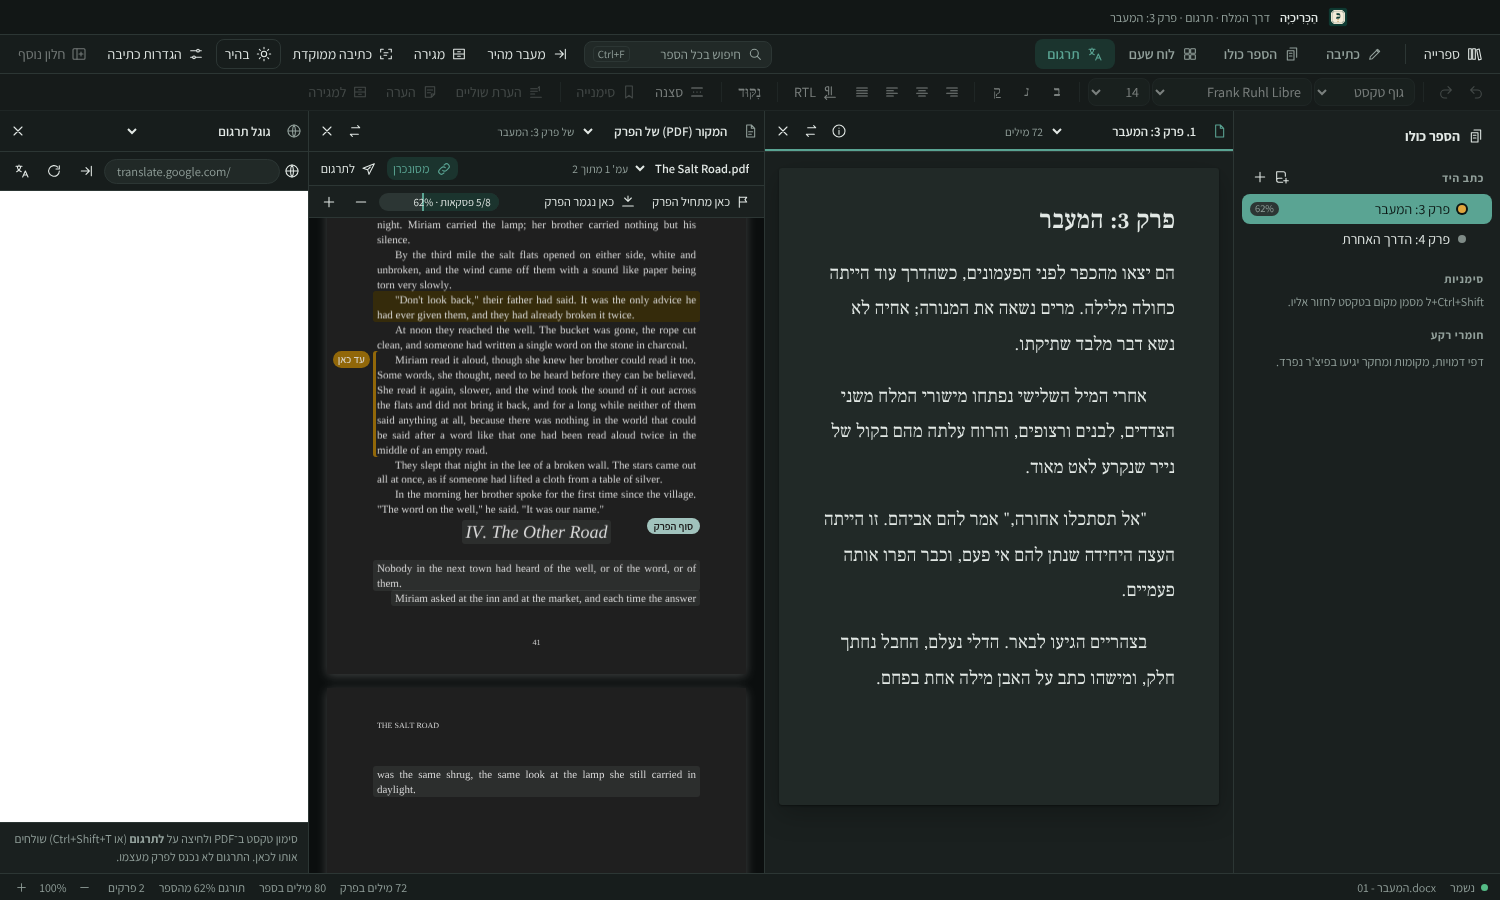 הַכְּרִיכִיָּה דרך המלח · תרגום · פרק 3: המעבר
ספרייה
כתיבה
הספר כולו
לוח שעם
תרגום
חיפוש בכל הספר Ctrl+F
מעבר מהיר
מגירה
כתיבה ממוקדת
בהיר
הגדרות כתיבה
חלון נוסף
גוף טקסט
Frank Ruhl Libre
14
RTL
נִקּוּד
סצנה
סימנייה
הערת שוליים
הערה
למגירה
הספר כולו
כתב היד
פרק 3: המעבר 62%
פרק 4: הדרך האחרת
סימניות
Ctrl+Shift+ל מסמן מקום בטקסט לחזור אליו.
חומרי רקע
דפי דמויות, מקומות ומחקר יגיעו בפיצ'ר נפרד.
1. פרק 3: המעבר
72 מילים
פרק 3: המעבר
הם יצאו מהכפר לפני הפעמונים, כשהדרך עוד הייתה
כחולה מלילה. מרים נשאה את המנורה; אחיה לא
נשא דבר מלבד שתיקתו.
אחרי המיל השלישי נפתחו מישורי המלח משני
הצדדים, לבנים ורצופים, והרוח עלתה מהם בקול של
נייר שנקרע לאט מאוד.
"אל תסתכלו אחורה," אמר להם אביהם. זו הייתה
העצה היחידה שנתן להם אי פעם, וכבר הפרו אותה
פעמיים.
בצהריים הגיעו לבאר. הדלי נעלם, החבל נחתך
חלק, ומישהו כתב על האבן מילה אחת בפחם.
המקור (PDF) של הפרק
של פרק 3: המעבר
The Salt Road.pdf
עמ' 1 מתוך 2
מסונכרן
לתרגום
כאן מתחיל הפרק
כאן נגמר הפרק
5/8 פסקאות · 62%
night. Miriam carried the lamp; her brother carried nothing but his
silence.
By the third mile the salt flats opened on either side, white and
unbroken, and the wind came off them with a sound like paper being
torn very slowly.
"Don't look back," their father had said. It was the only advice he
had ever given them, and they had already broken it twice.
At noon they reached the well. The bucket was gone, the rope cut
clean, and someone had written a single word on the stone in charcoal.
עד כאן
Miriam read it aloud, though she knew her brother could read it too.
Some words, she thought, need to be heard before they can be believed.
She read it again, slower, and the wind took the sound of it out across
the flats and did not bring it back, and for a long while neither of them
said anything at all, because there was nothing in the world that could
be said after a word like that one had been read aloud twice in the
middle of an empty road.
They slept that night in the lee of a broken wall. The stars came out
all at once, as if someone had lifted a cloth from a table of silver.
In the morning her brother spoke for the first time since the village.
"The word on the well," he said. "It was our name."
סוף הפרק
IV. The Other Road
Nobody in the next town had heard of the well, or of the word, or of
them.
Miriam asked at the inn and at the market, and each time the answer
41
THE SALT ROAD
was the same shrug, the same look at the lamp she still carried in
daylight.
גוגל תרגום
translate.google.com/
סימון טקסט ב־PDF ולחיצה על לתרגום (או Ctrl+Shift+T) שולחים
אותו לכאן. התרגום לא נכנס לפרק מעצמו.
נשמר
01 - המעבר.docx
72 מילים בפרק
80 מילים בספר
תורגם 62% מהספר
2 פרקים
100%